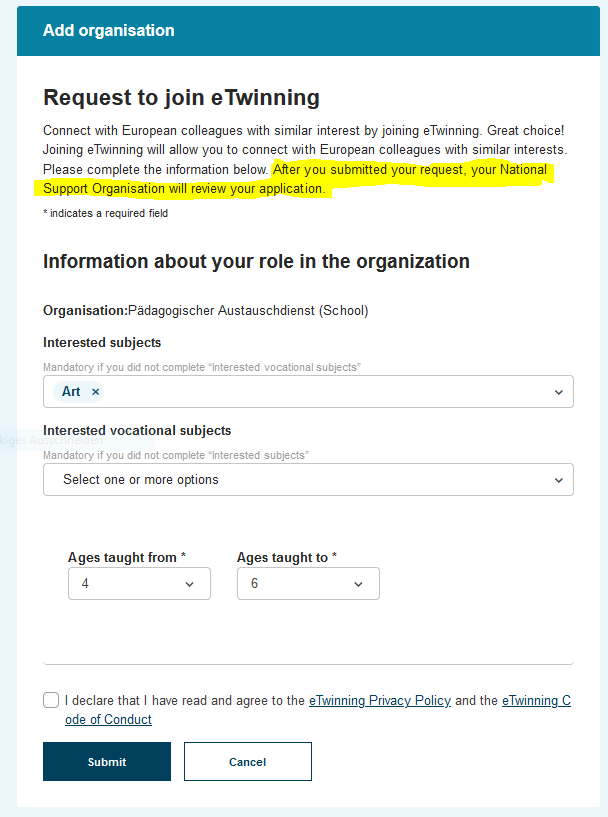 Add organisation
Request to join eTwinning
Connect with European colleagues with similar interest by joining eTwinning. Great choice!
Joining eTwinning will allow you to connect with European colleagues with similar interests.
Please complete the information below. After you submitted your request, your National
Support Organisation will review your application.
* indicates a required field
Information about your role in the organization
Organisation:Pädagogischer Austauschdienst (School)
Interested subjects
Mandatory if you did not complete “Interested vocational subjects”
Art ×
kiges Ausschneiden
Interested vocational subjects
Mandatory if you did not complete “Interested subjects”
Select one or more options
Ages taught from * Ages taught to *
4 6
I declare that I have read and agree to the eTwinning Privacy Policy and the eTwinning C
ode of Conduct
Submit Cancel